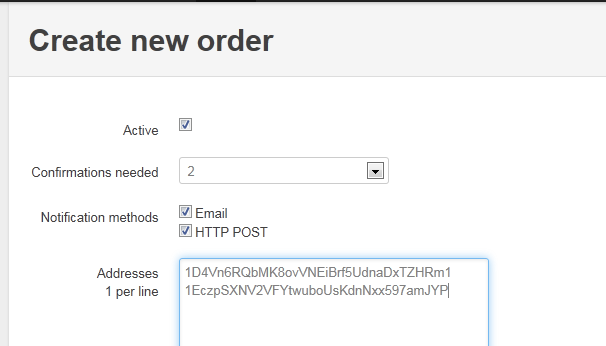 Create new order
Active
Confirmations needed 2
Notification methods Email
HTTP POST
Addresses 1D4Vn6RQbMK8ovVNEiBrf5UdnaDxTZHRm1
1 per line 1EczpSXNV2VFYtwuboUsKdnNxx597amJYP